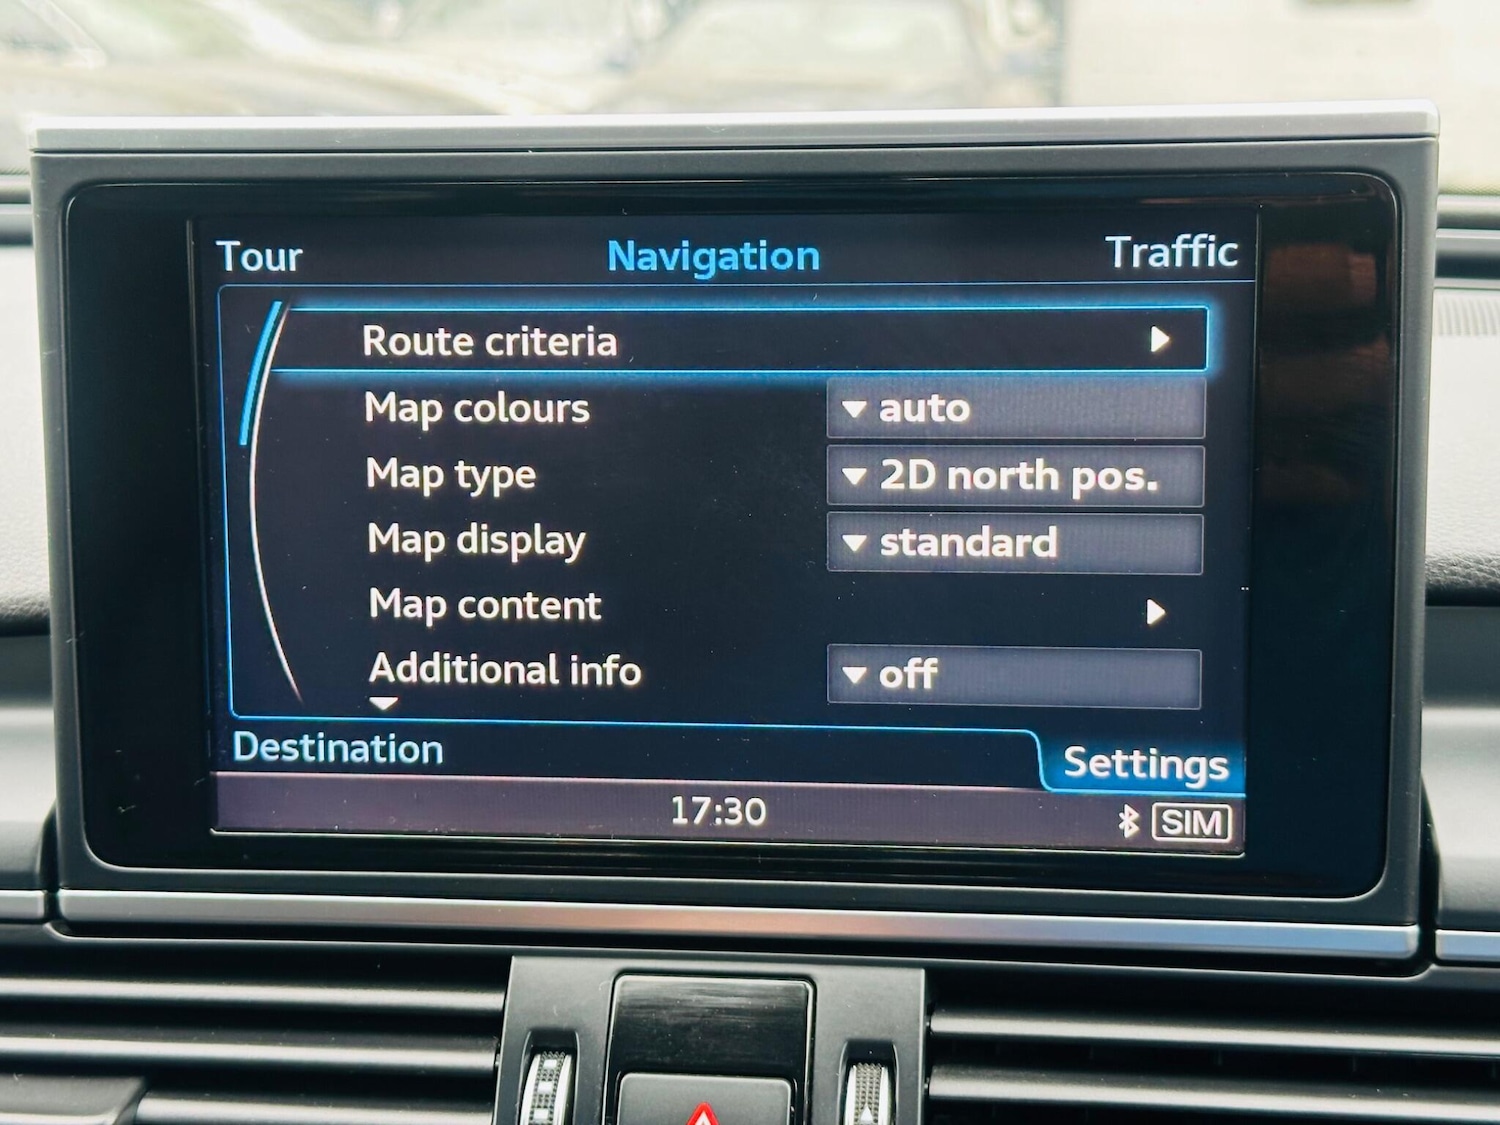 Tour Navigation Traffic
Route criteria
Map colours auto
Map type 2D north pos.
Map display standard
Map content
Additional info off
Destination Settings
17:30 SIM